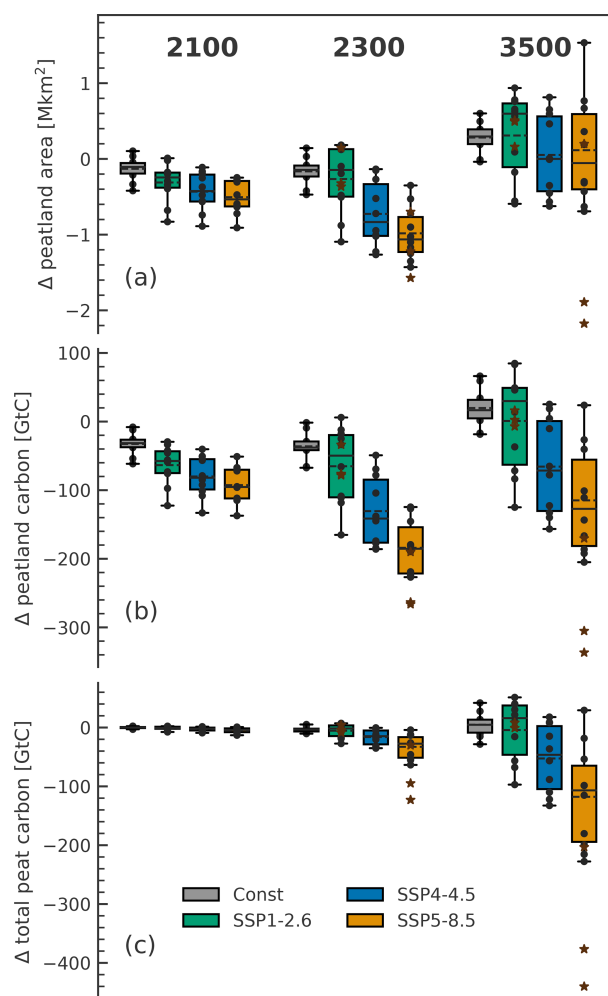 2100 2300 3500
Δ peatland area [Mkm²]
1
0
−1
−2
(a)
Δ peatland carbon [GtC]
100
0
−100
−200
−300
(b)
Δ total peat carbon [GtC]
0
−100
−200
−300
−400
Const SSP4-4.5
SSP1-2.6 SSP5-8.5
(c)